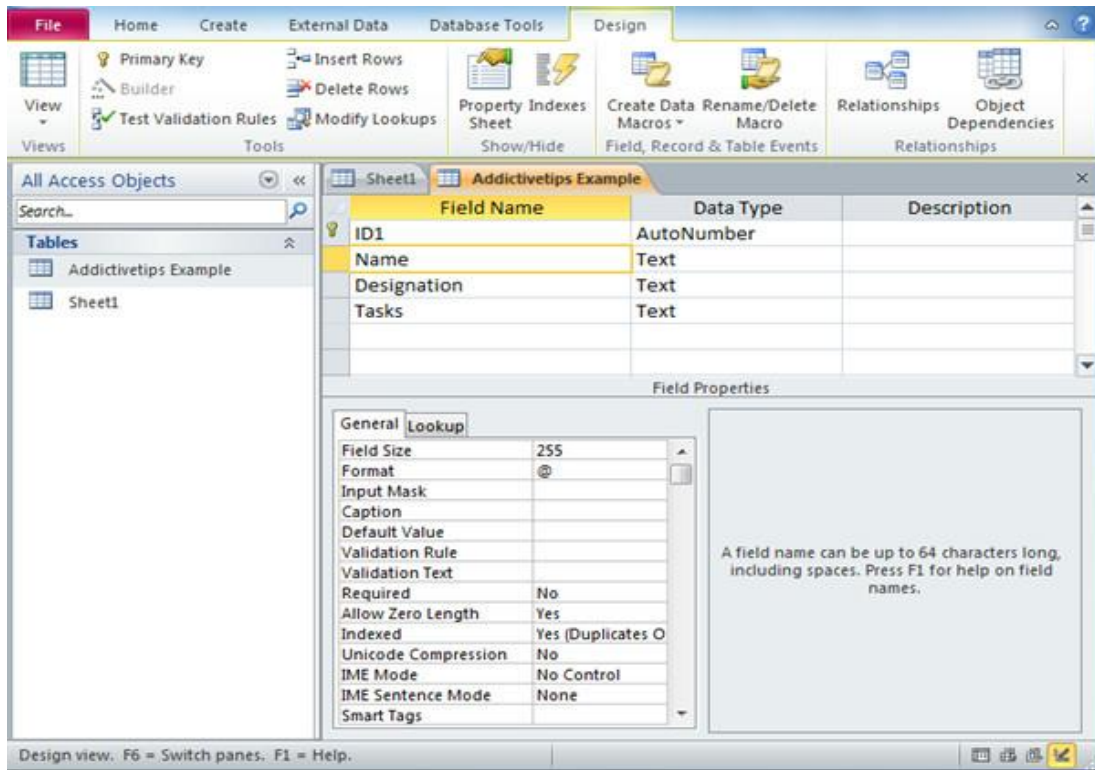 File Home Create External Data Database Tools Design
Primary Key Insert Rows
Builder Delete Rows
View Test Validation Rules Modify Lookups Property Sheet Indexes Create Data Macros Rename/Delete Macro Relationships Object Dependencies
Views Tools Show/Hide Field, Record & Table Events Relationships
All Access Objects « Sheet1 Addictivetips Example
Search...
Tables
Addictivetips Example
Sheet1
Field Name Data Type Description
ID1 AutoNumber
Name Text
Designation Text
Tasks Text
Field Properties
General Lookup
Field Size 255
Format @
Input Mask
Caption
Default Value
Validation Rule
Validation Text
Required No
Allow Zero Length Yes
Indexed Yes (Duplicates O
Unicode Compression No
IME Mode No Control
IME Sentence Mode None
Smart Tags
A field name can be up to 64 characters long,
including spaces. Press F1 for help on field
names.
Design view. F6 = Switch panes. F1 = Help.